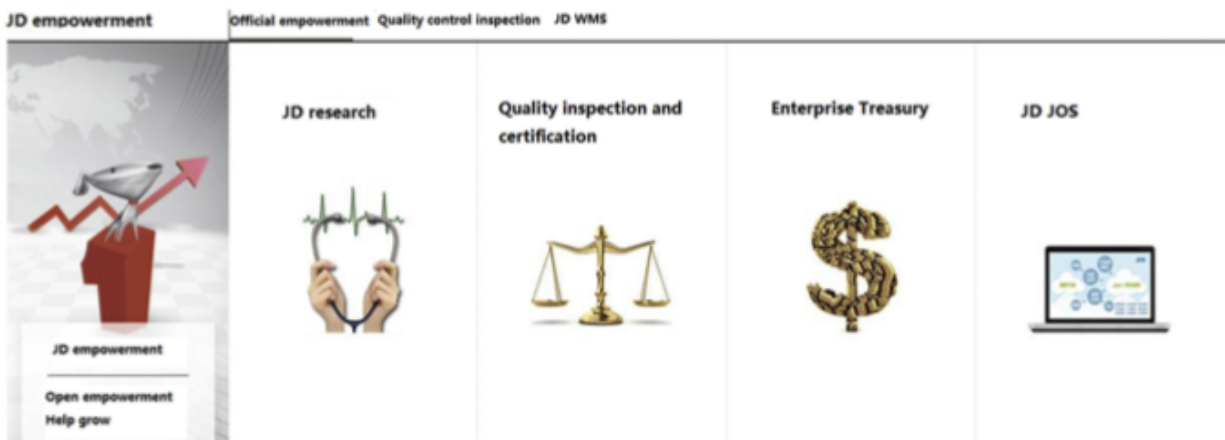 JD empowerment
Official empowerment Quality control inspection JD WMS
JD research
Quality inspection and
certification
Enterprise Treasury
JD JOS
JD empowerment
Open empowerment
Help grow